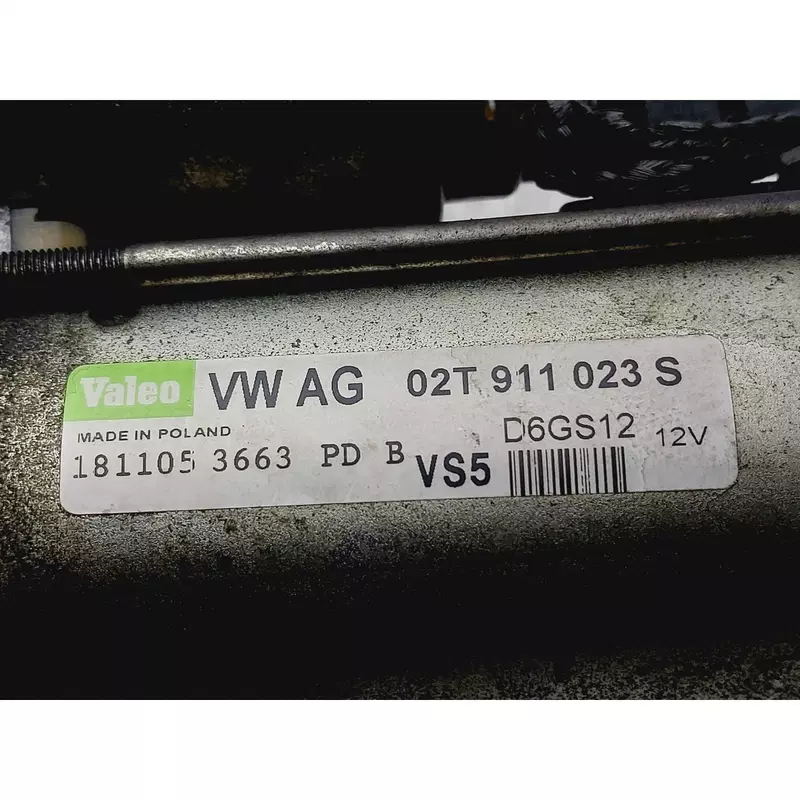 Valeo VW AG 02T 911 023 S
MADE IN POLAND D6GS12 12V
181105 3663 PD B VS5